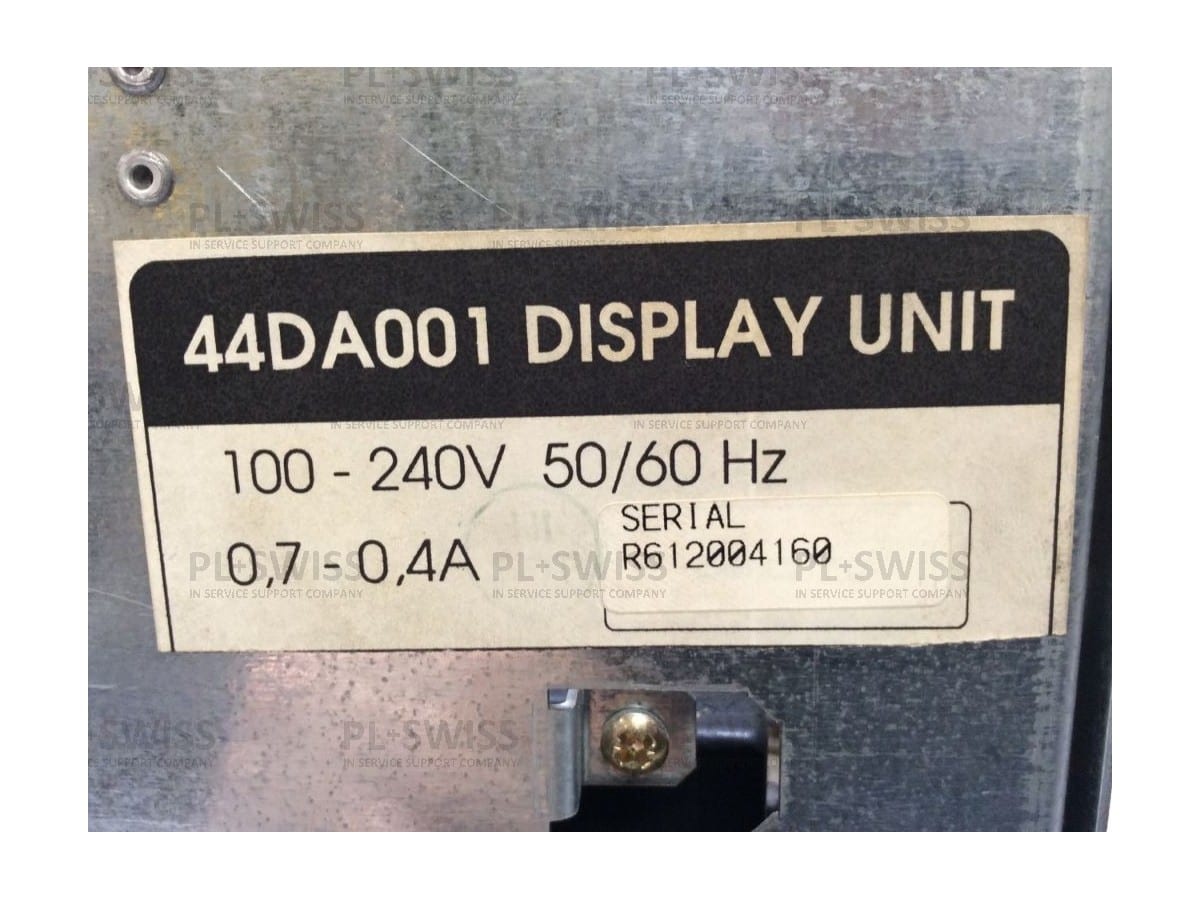 44DA001 DISPLAY UNIT
100 - 240V 50/60 Hz
0,7 - 0,4A
SERIAL
R612004160
PL+SWISS
IN SERVICE SUPPORT COMPANY